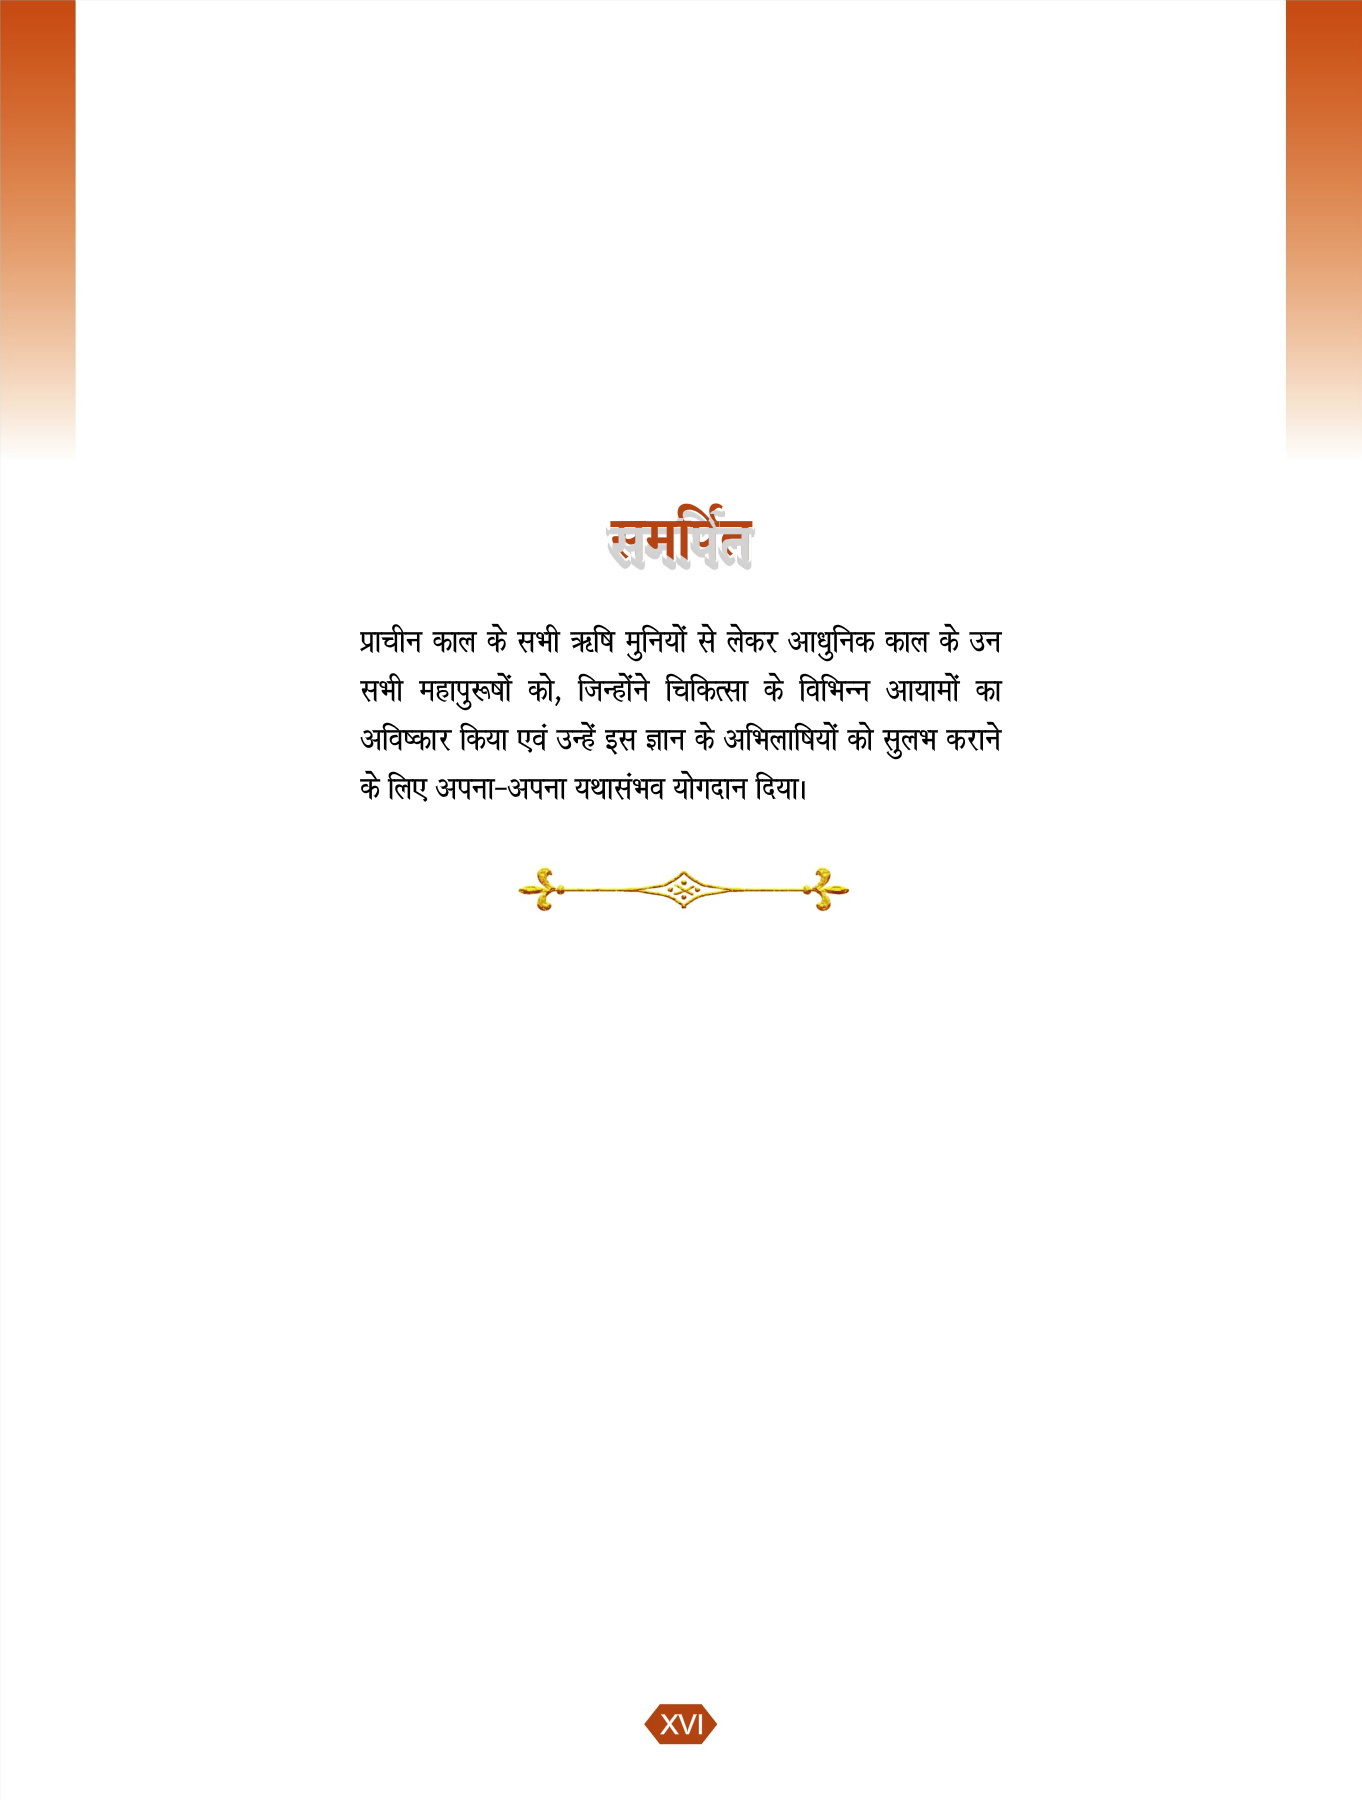 समर्पित
प्राचीन काल के सभी ऋषि मुनियों से लेकर आधुनिक काल के उन
सभी महापुरूषों को, जिन्होंने चिकित्सा के विभिन्न आयामों का
अविष्कार किया एवं उन्हें इस ज्ञान के अभिलाषियों को सुलभ कराने
के लिए अपना-अपना यथासंभव योगदान दिया।
XVI